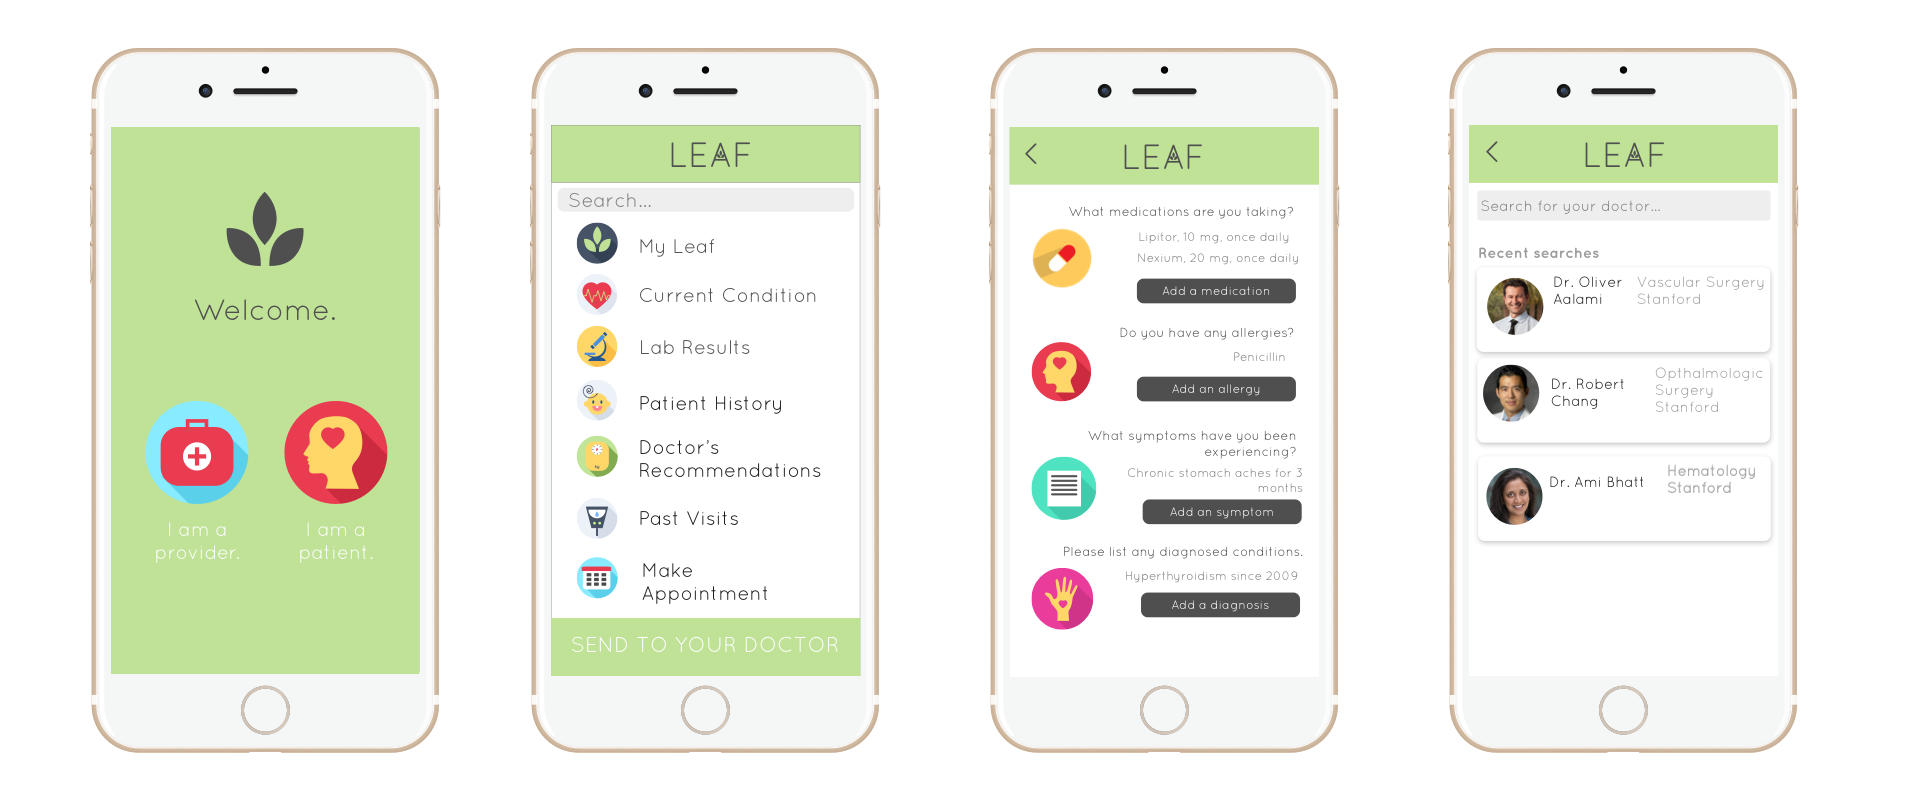 Welcome.
I am a
provider.
I am a
patient.
LEAF
Search...
My Leaf
Current Condition
Lab Results
Patient History
Doctor's
Recommendations
Past Visits
Make
Appointment
SEND TO YOUR DOCTOR
LEAF
What medications are you taking?
Lipitor, 10 mg, once daily
Nexium, 20 mg, once daily
Add a medication
Do you have any allergies?
Penicillin
Add an allergy
What symptoms have you been
experiencing?
Chronic stomach aches for 3
months
Add an symptom
Please list any diagnosed conditions.
Hyperthyroidism since 2009
Add a diagnosis
LEAF
Search for your doctor...
Recent searches
Dr. Oliver
Aalami
Vascular Surgery
Stanford
Dr. Robert
Chang
Opthalmologic
Surgery
Stanford
Dr. Ami Bhatt
Hematology
Stanford